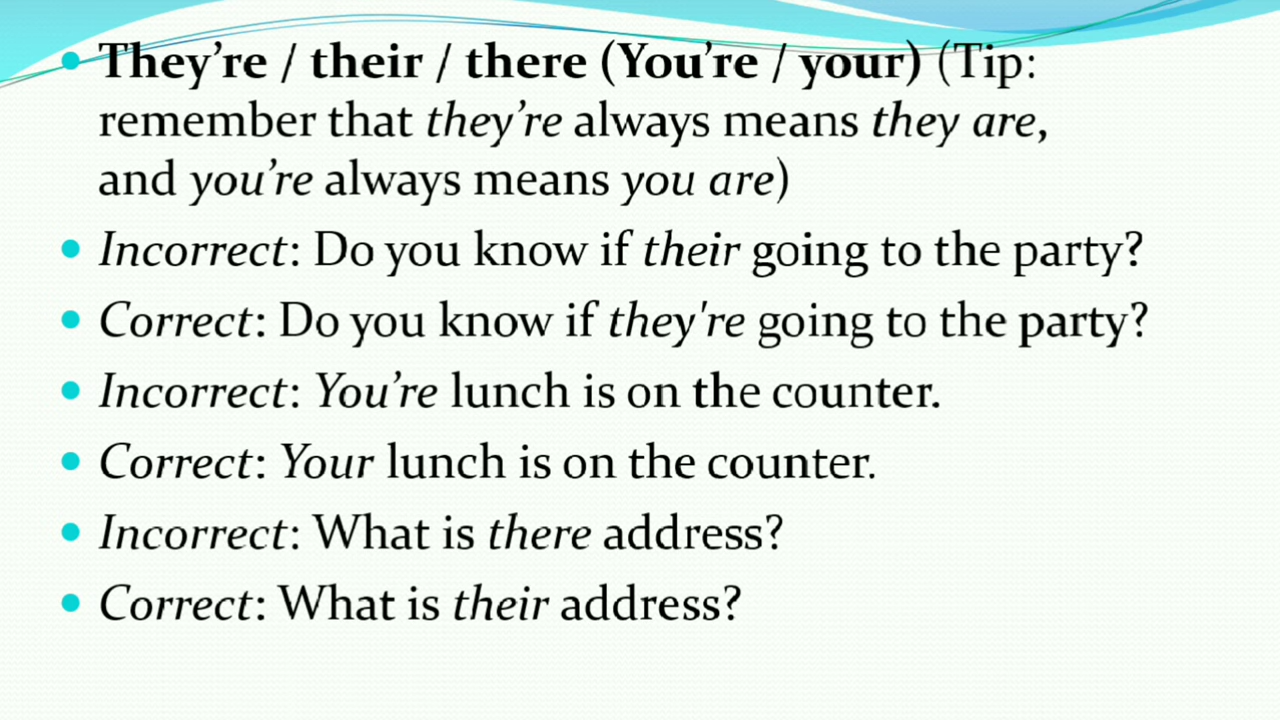 • They’re / their / there (You’re / your) (Tip:
remember that they’re always means they are,
and you’re always means you are)
• Incorrect: Do you know if their going to the party?
• Correct: Do you know if they're going to the party?
• Incorrect: You’re lunch is on the counter.
• Correct: Your lunch is on the counter.
• Incorrect: What is there address?
• Correct: What is their address?